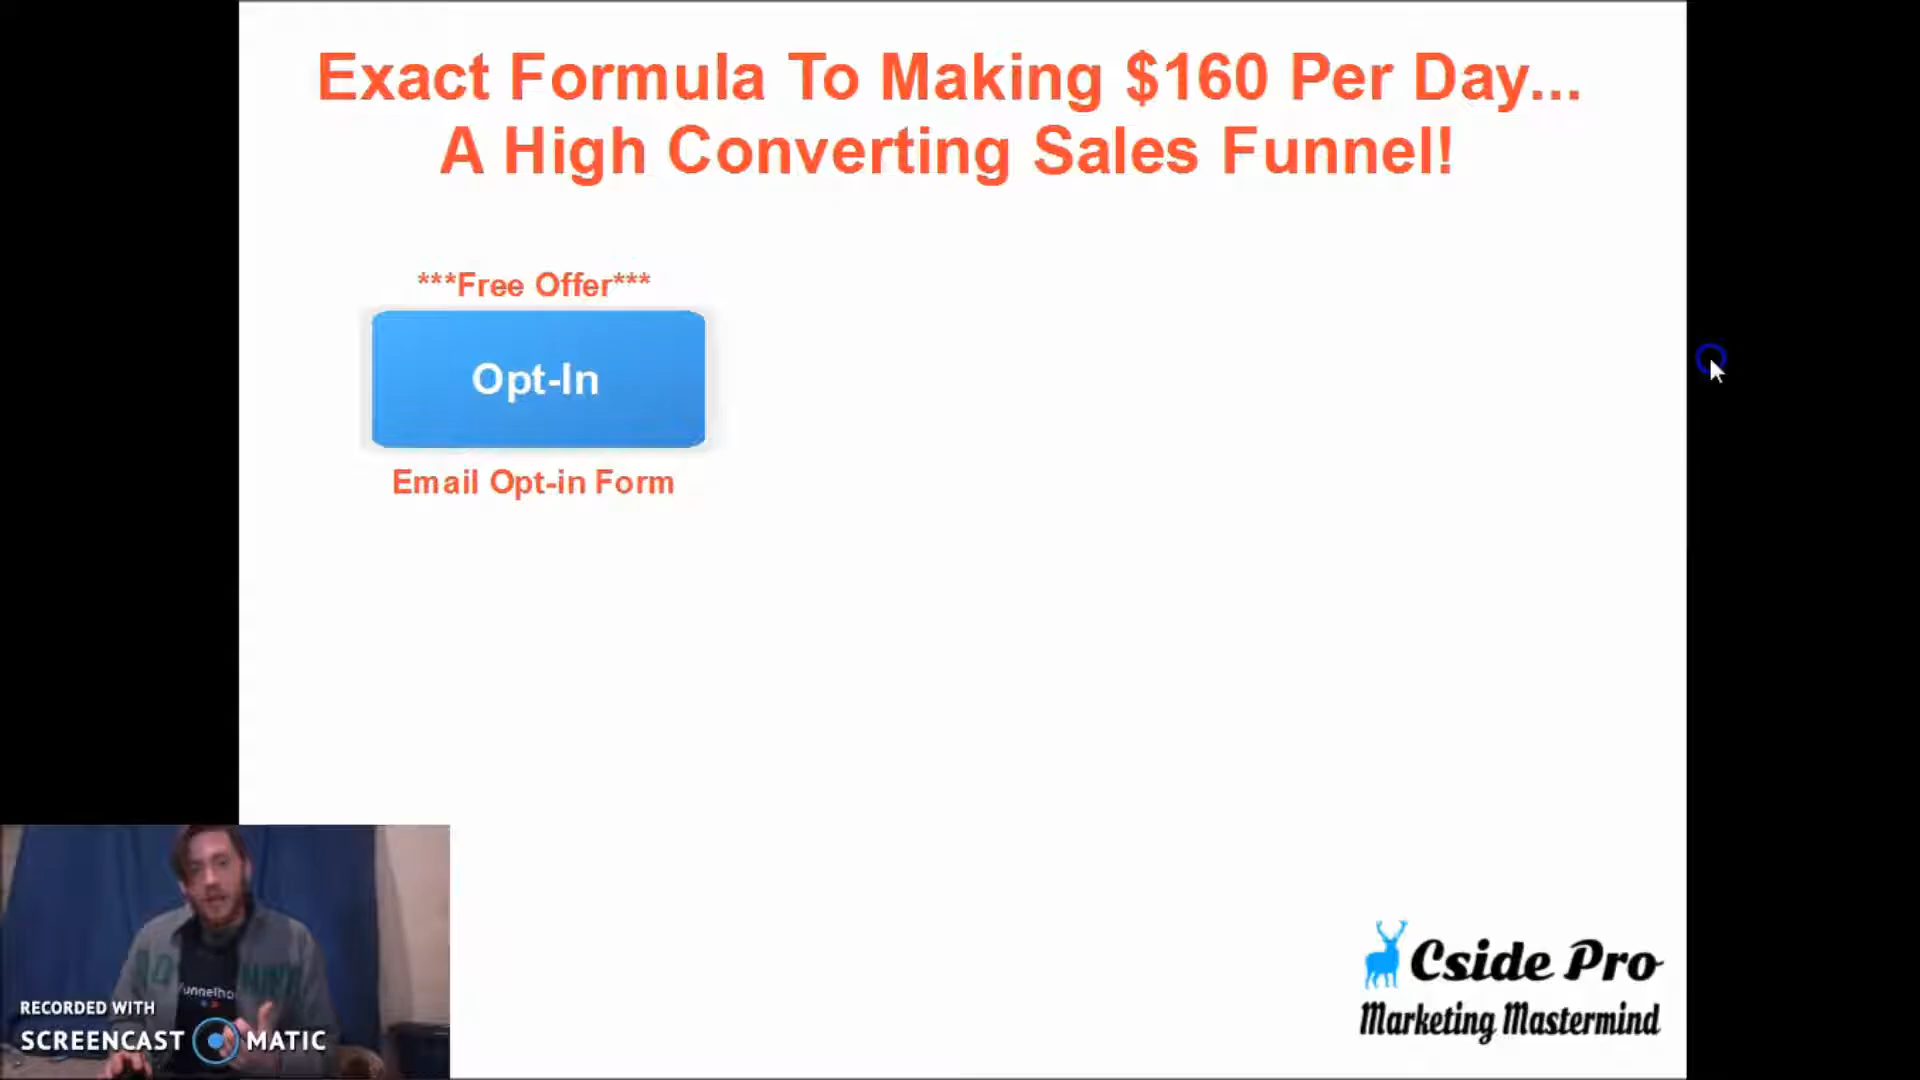 Exact Formula To Making $160 Per Day...
A High Converting Sales Funnel!
***Free Offer***
Opt-In
Email Opt-in Form
Cside Pro
Marketing Mastermind
RECORDED WITH
SCREENCAST MATIC